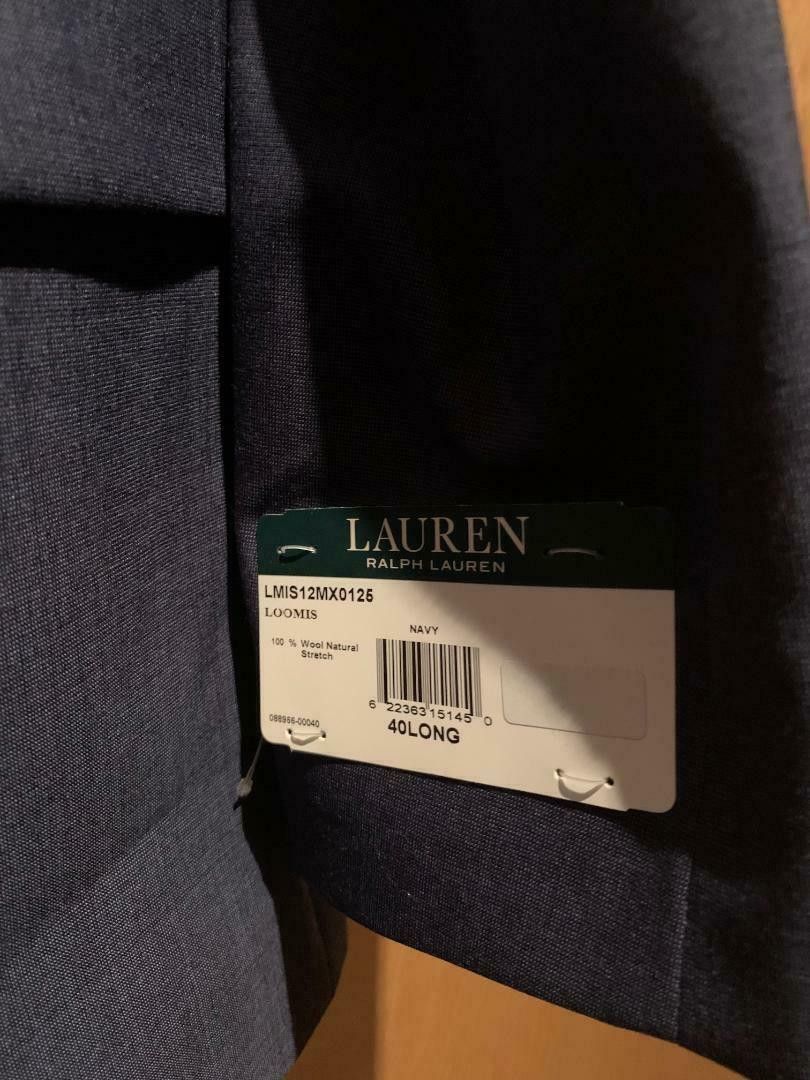 LAUREN
RALPH LAUREN
LMIS12MX0125
LOOMIS
NAVY
100 % Wool Natural
Stretch
6 22363 15145 0
088956-00040
40LONG